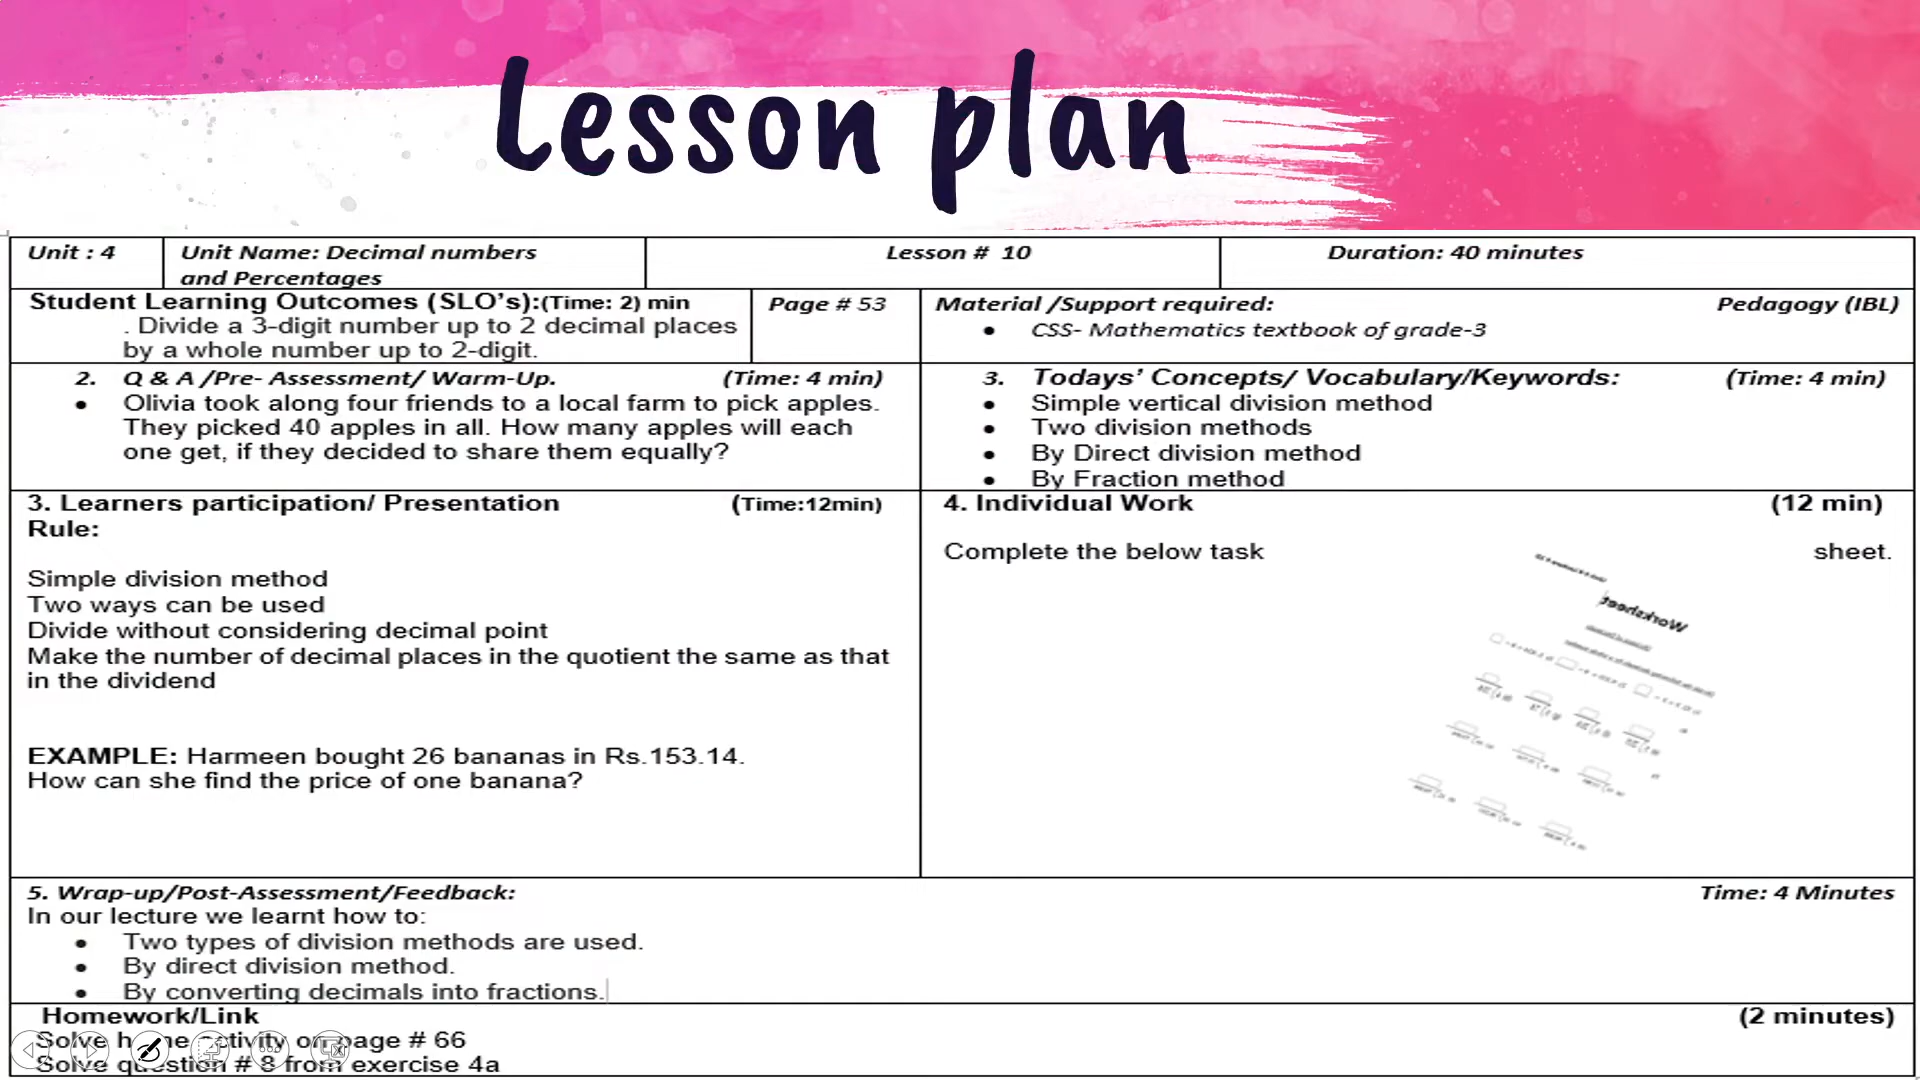 Lesson plan
Unit : 4
Unit Name: Decimal numbers
and Percentages
Lesson # 10
Duration: 40 minutes
Student Learning Outcomes (SLO's):(Time: 2) min
. Divide a 3-digit number up to 2 decimal places
by a whole number up to 2-digit.
Page # 53
Material /Support required: Pedagogy (IBL)
• CSS- Mathematics textbook of grade-3
2. Q & A /Pre- Assessment/ Warm-Up. (Time: 4 min)
• Olivia took along four friends to a local farm to pick apples.
They picked 40 apples in all. How many apples will each
one get, if they decided to share them equally?
3. Todays' Concepts/ Vocabulary/Keywords: (Time: 4 min)
• Simple vertical division method
• Two division methods
• By Direct division method
• By Fraction method
3. Learners participation/ Presentation (Time:12min)
Rule:
Simple division method
Two ways can be used
Divide without considering decimal point
Make the number of decimal places in the quotient the same as that
in the dividend
EXAMPLE: Harmeen bought 26 bananas in Rs.153.14.
How can she find the price of one banana?
4. Individual Work (12 min)
Complete the below task sheet.
Worksheet
5. Wrap-up/Post-Assessment/Feedback: Time: 4 Minutes
In our lecture we learnt how to:
• Two types of division methods are used.
• By direct division method.
• By converting decimals into fractions.
Homework/Link (2 minutes)
Solve home activity on page # 66
Solve question # 8 from exercise 4a